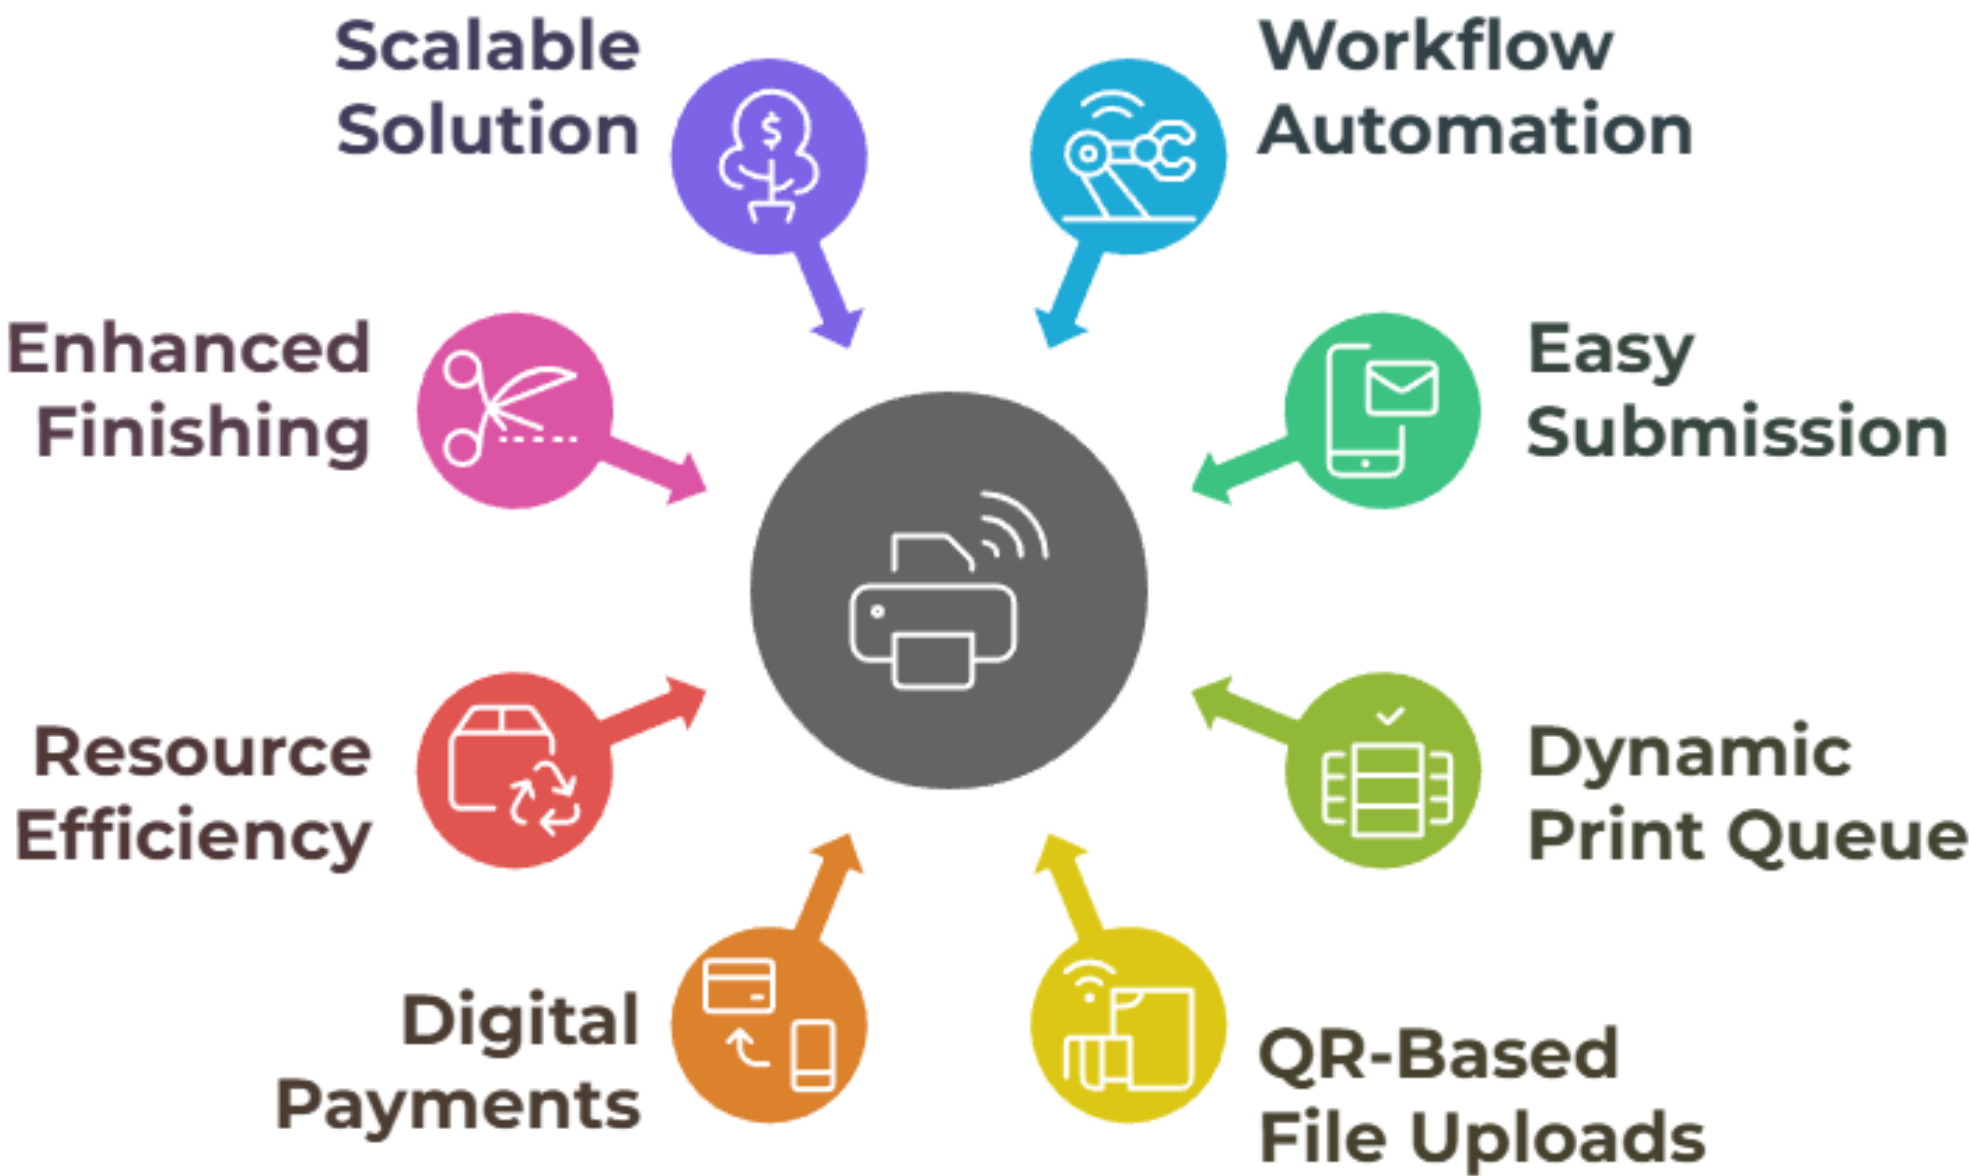 Scalable
Solution
Workflow
Automation
Enhanced
Finishing
Easy
Submission
Resource
Efficiency
Dynamic
Print Queue
Digital
Payments
QR-Based
File Uploads